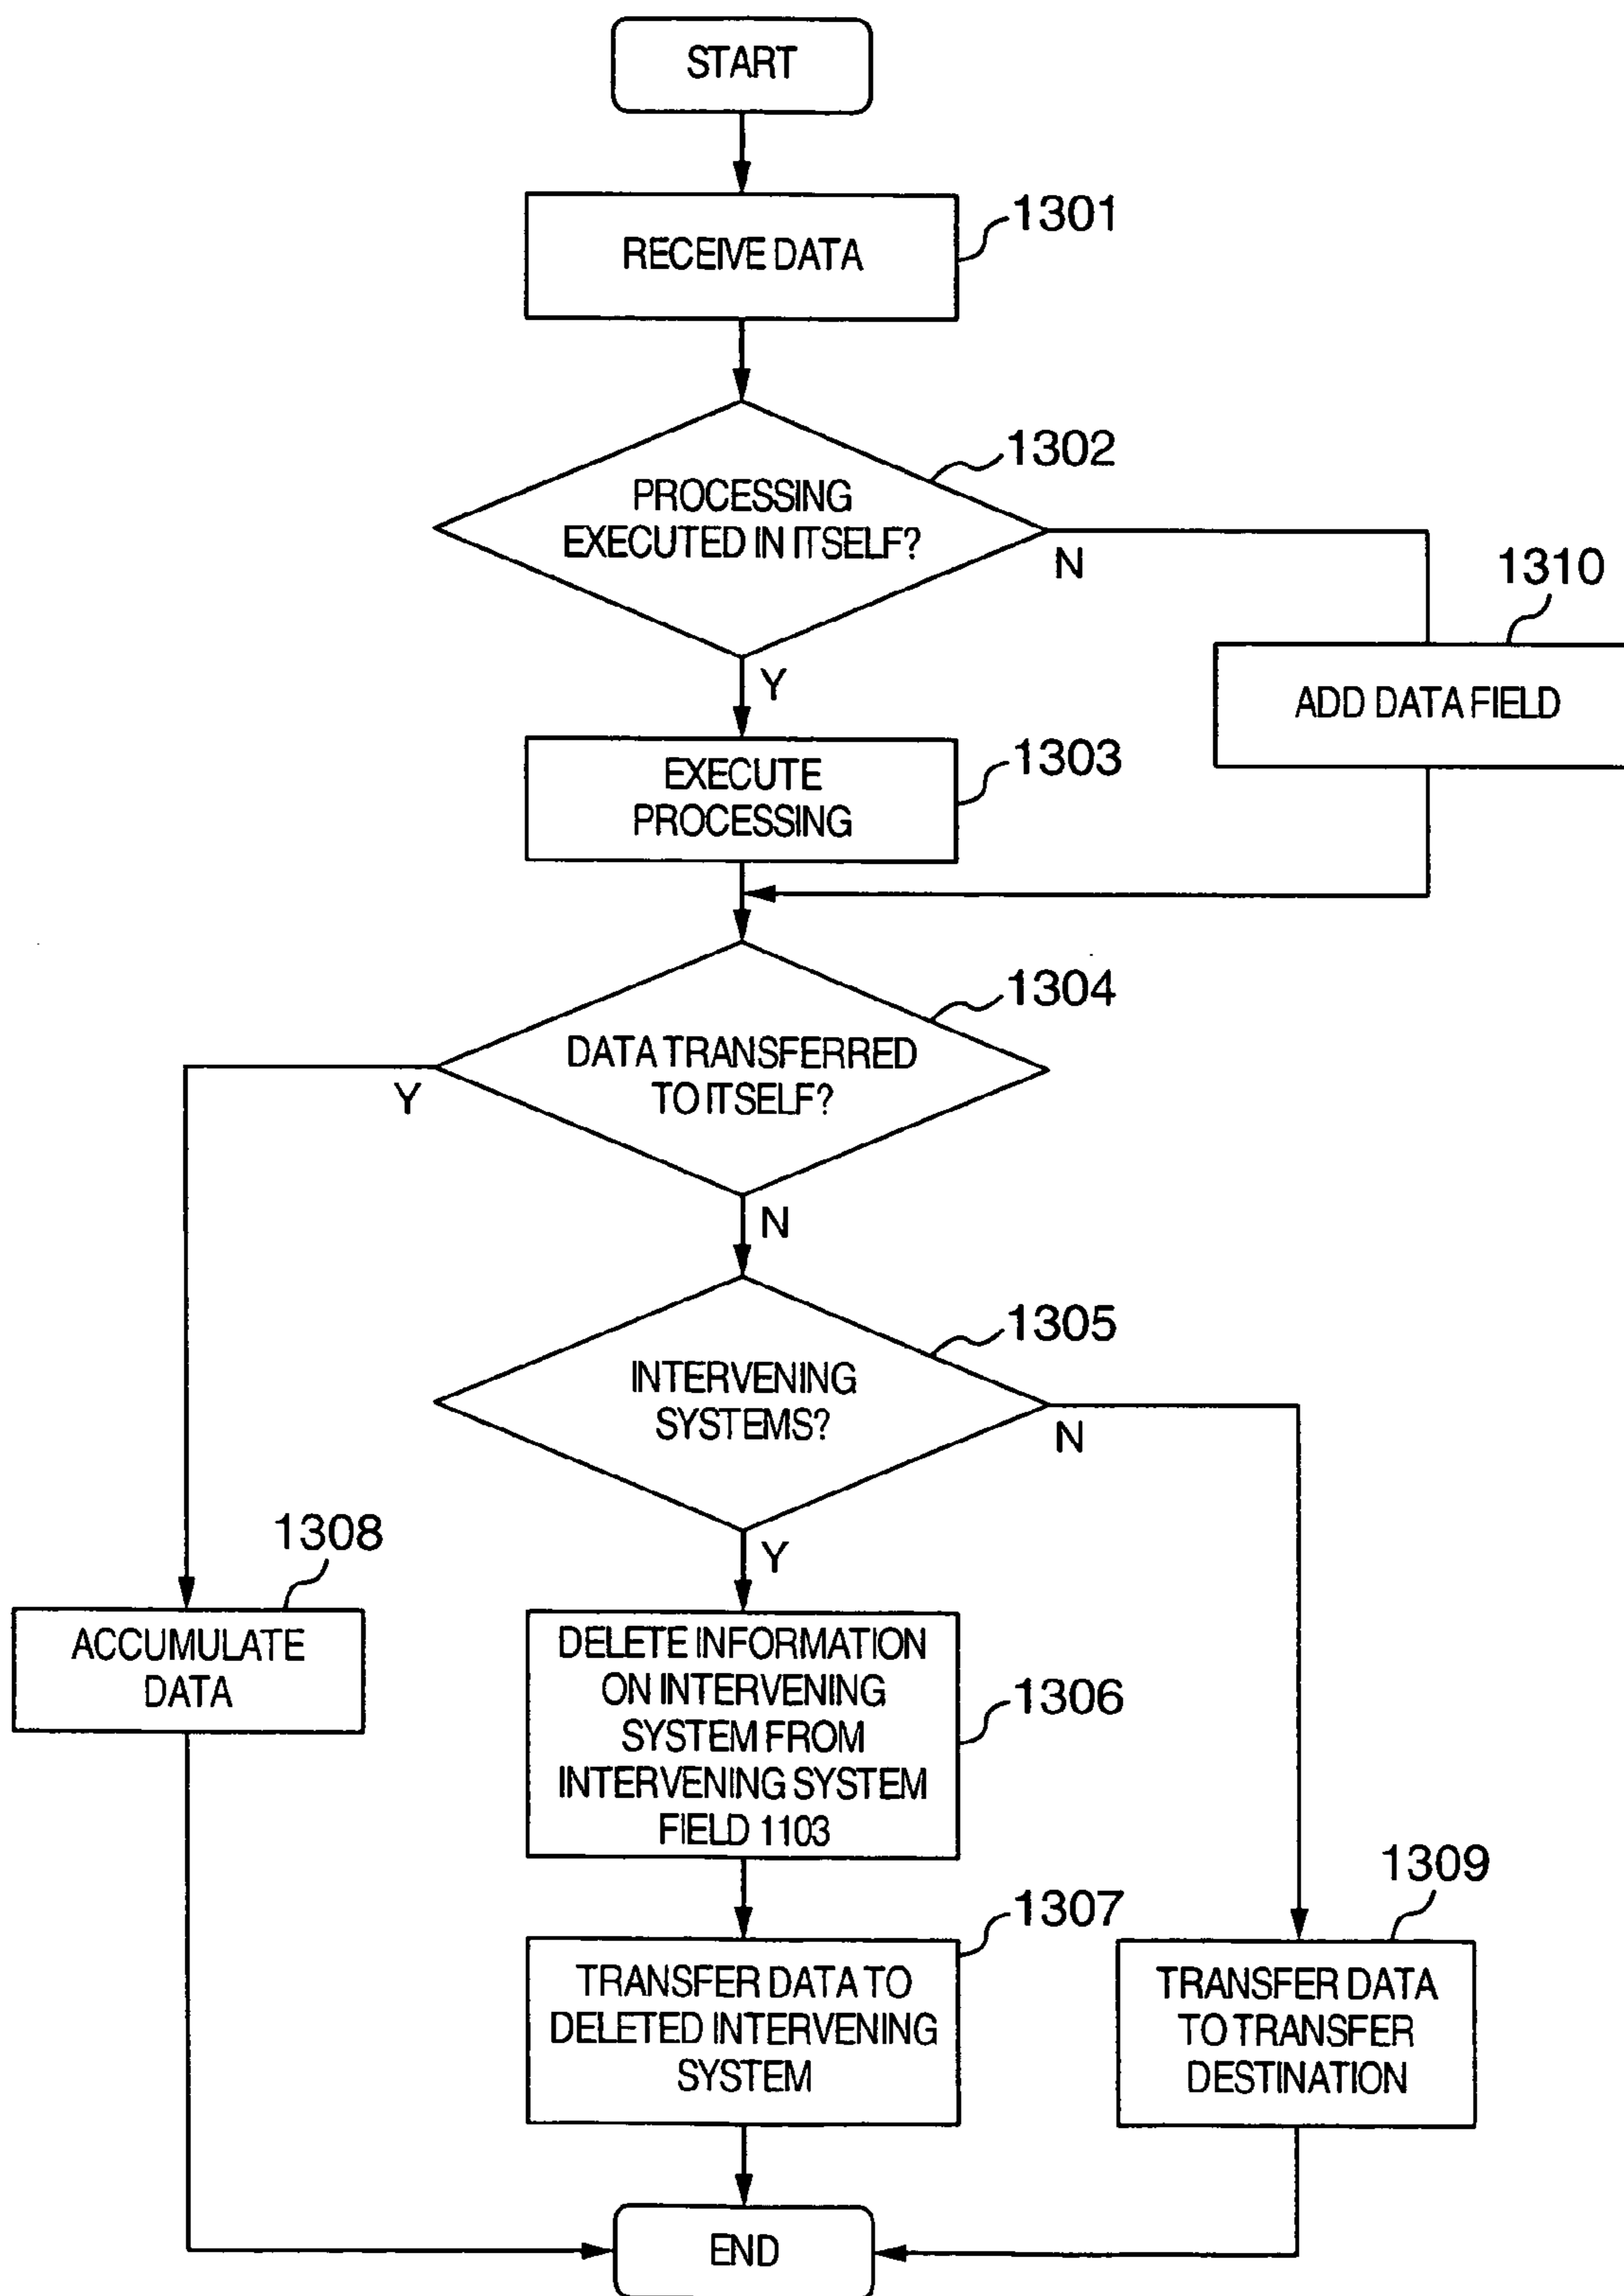 START
1301
RECEIVE DATA
1302
PROCESSING
EXECUTED IN ITSELF?
N
1310
Y
ADD DATA FIELD
1303
EXECUTE
PROCESSING
1304
DATA TRANSFERRED
TO ITSELF?
Y
N
1305
INTERVENING
SYSTEMS?
N
Y
1308
ACCUMULATE
DATA
DELETE INFORMATION
ON INTERVENING
SYSTEM FROM
INTERVENING SYSTEM
FIELD 1103
1306
1307
1309
TRANSFER DATA TO
DELETED INTERVENING
SYSTEM
TRANSFER DATA
TO TRANSFER
DESTINATION
END